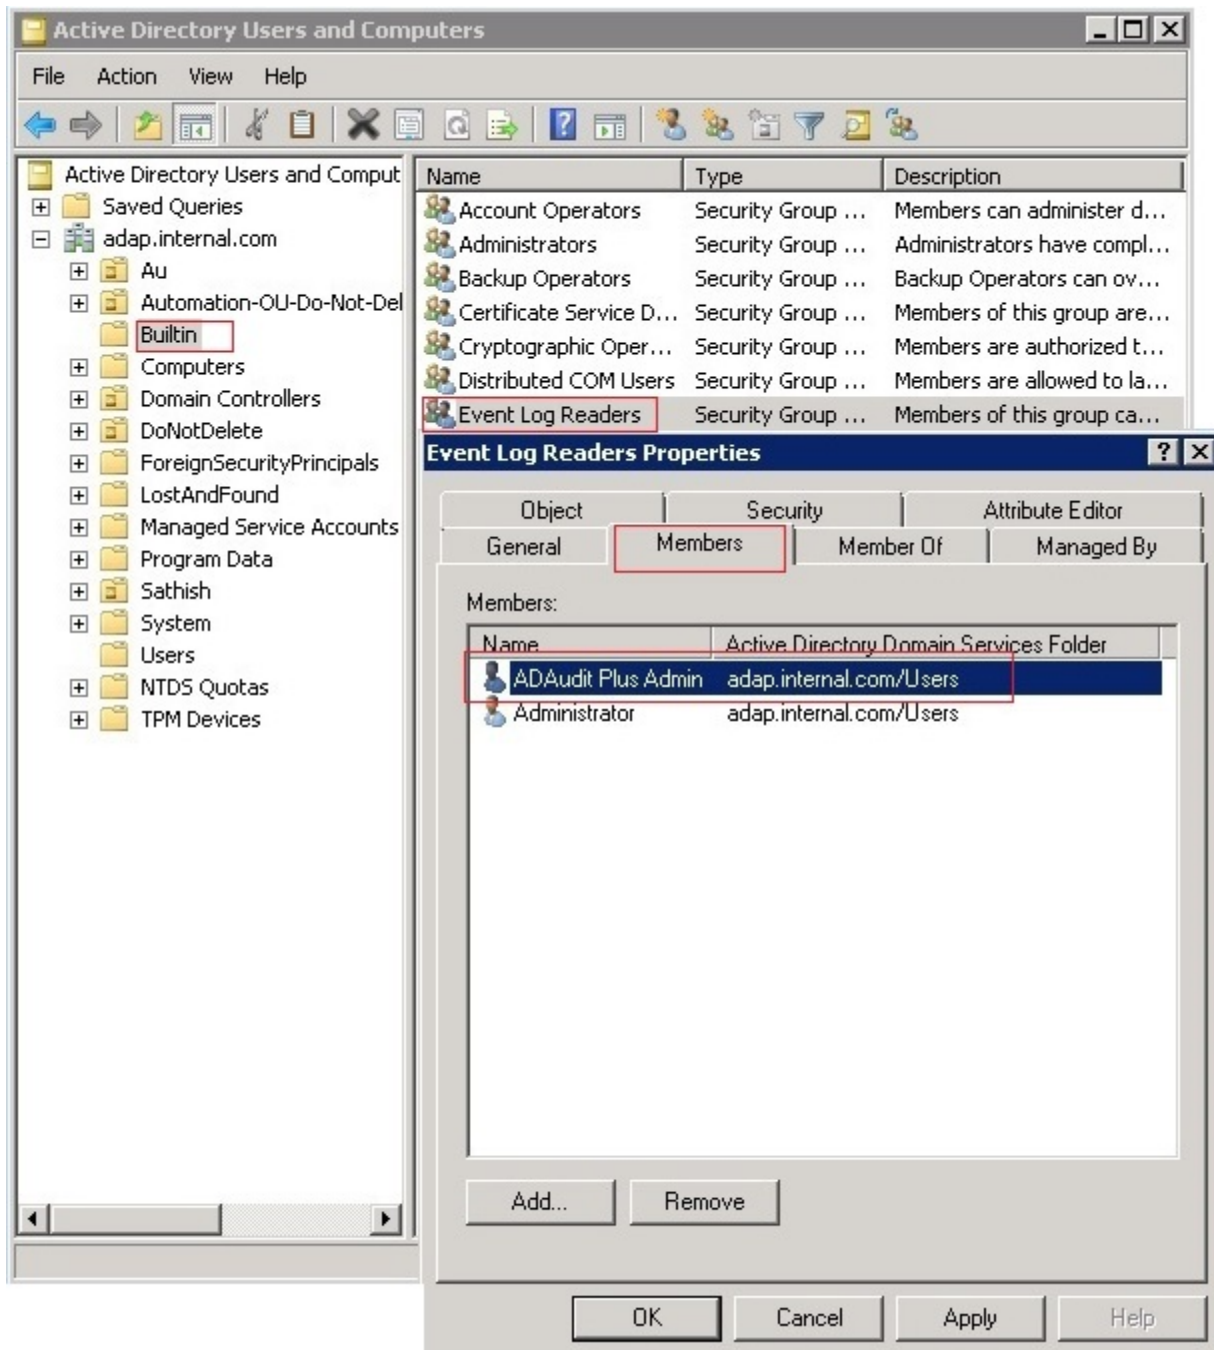 Active Directory Users and Computers
File Action View Help
Active Directory Users and Comput
Saved Queries
adap.internal.com
Au
Automation-OU-Do-Not-Del
Builtin
Computers
Domain Controllers
DoNotDelete
ForeignSecurityPrincipals
LostAndFound
Managed Service Accounts
Program Data
Sathish
System
Users
NTDS Quotas
TPM Devices
Name Type Description
Account Operators Security Group ... Members can administer d...
Administrators Security Group ... Administrators have compl...
Backup Operators Security Group ... Backup Operators can ov...
Certificate Service D... Security Group ... Members of this group are...
Cryptographic Oper... Security Group ... Members are authorized t...
Distributed COM Users Security Group ... Members are allowed to la...
Event Log Readers Security Group ... Members of this group ca...
Event Log Readers Properties
Object Security Attribute Editor
General Members Member Of Managed By
Members:
Name Active Directory Domain Services Folder
ADAudit Plus Admin adap.internal.com/Users
Administrator adap.internal.com/Users
Add... Remove
OK Cancel Apply Help